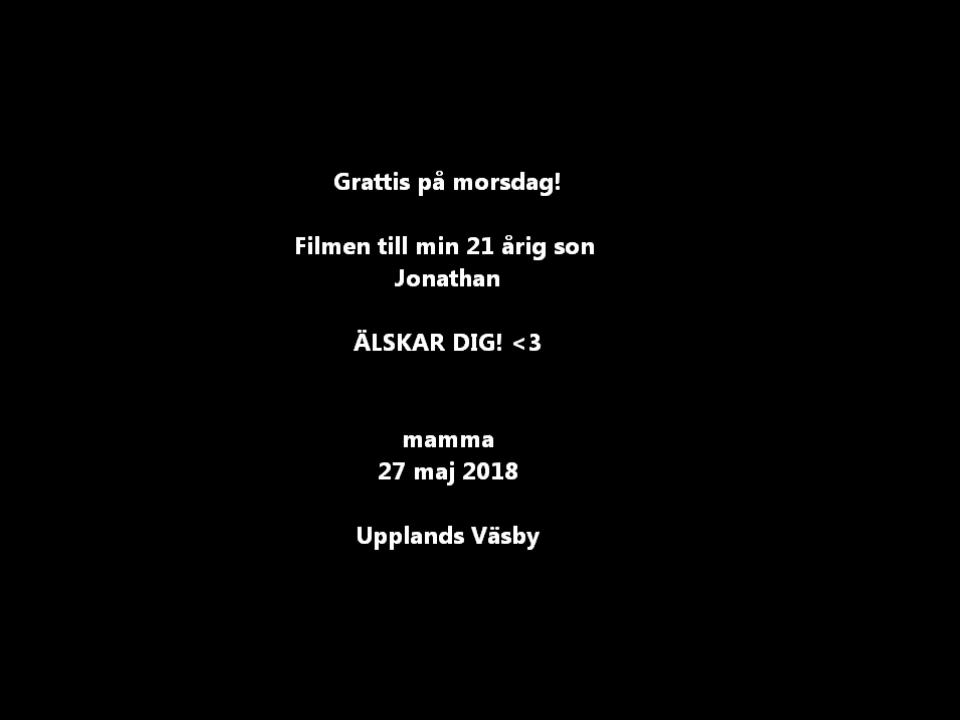 Grattis på morsdag!
Filmen till min 21 årig son
Jonathan
ÄLSKAR DIG! <3
mamma
27 maj 2018
Upplands Väsby